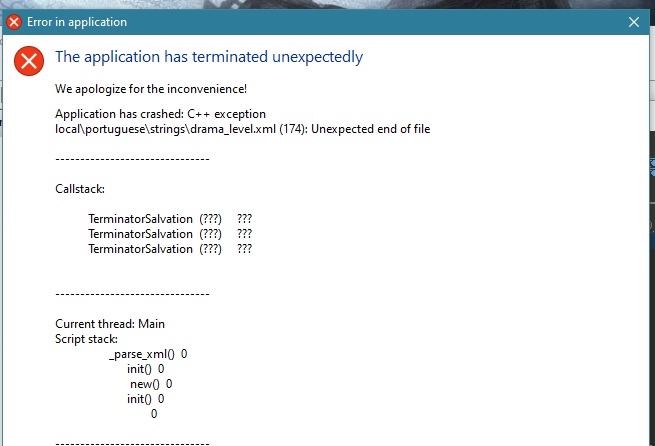 Error in application
The application has terminated unexpectedly
We apologize for the inconvenience!
Application has crashed: C++ exception
local\portuguese\strings\drama_level.xml (174): Unexpected end of file
-------------------------------
Callstack:
TerminatorSalvation (???) ???
TerminatorSalvation (???) ???
TerminatorSalvation (???) ???
-------------------------------
Current thread: Main
Script stack:
_parse_xml() 0
init() 0
new() 0
init() 0
0
-------------------------------